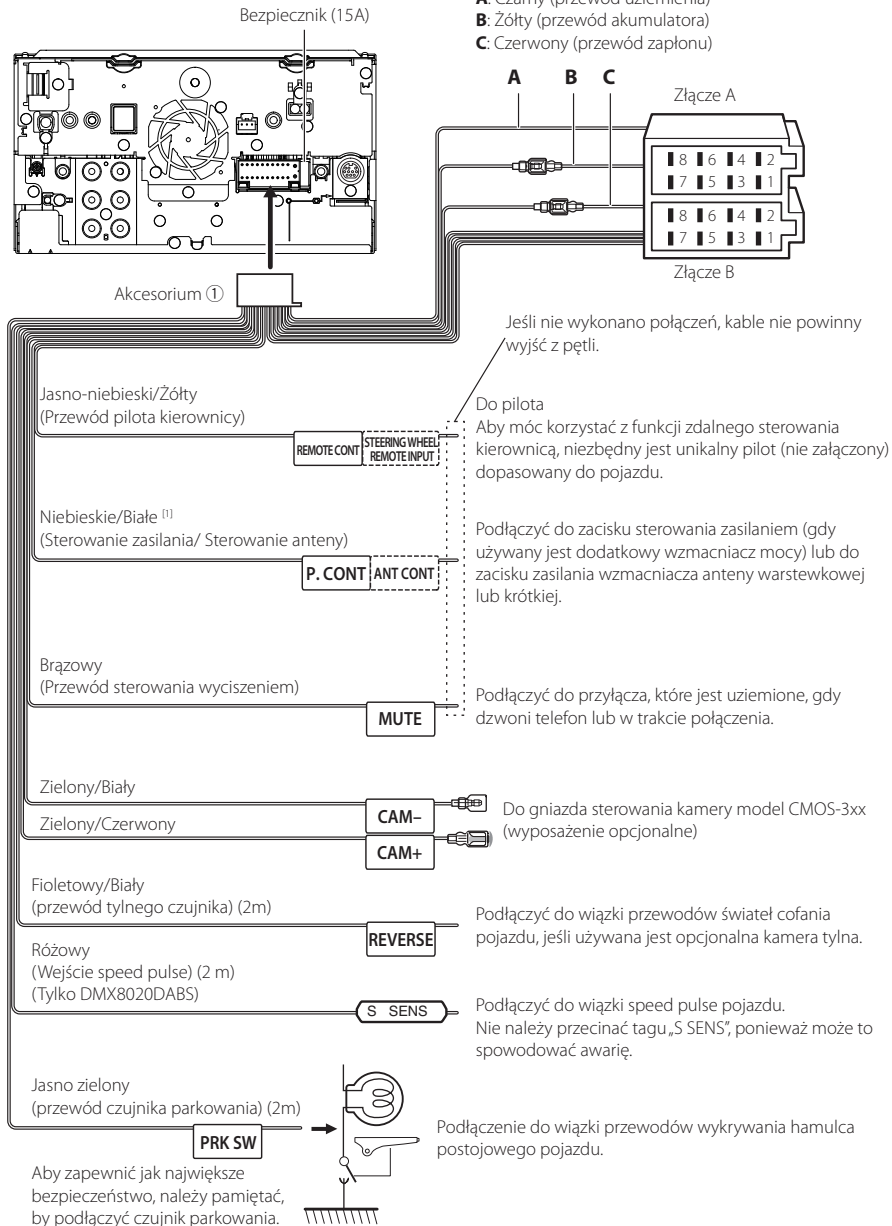 Bezpiecznik (15A)
A: Czarny (przewód uziemienia)
B: Żółty (przewód akumulatora)
C: Czerwony (przewód zapłonu)
A B C
Złącze A
8 6 4 2
7 5 3 1
8 6 4 2
7 5 3 1
Złącze B
Akcesorium ①
Jeśli nie wykonano połączeń, kable nie powinny
wyjść z pętli.
Jasno-niebieski/Żółty
(Przewód pilota kierownicy)
REMOTE CONT
STEERING WHEEL
REMOTE INPUT
Do pilota
Aby móc korzystać z funkcji zdalnego sterowania
kierownicą, niezbędny jest unikalny pilot (nie załączony)
dopasowany do pojazdu.
Niebieskie/Białe [1]
(Sterowanie zasilania/ Sterowanie anteny)
P. CONT ANT CONT
Podłączyć do zacisku sterowania zasilaniem (gdy
używany jest dodatkowy wzmacniacz mocy) lub do
zacisku zasilania wzmacniacza anteny warstewkowej
lub krótkiej.
Brązowy
(Przewód sterowania wyciszeniem)
MUTE
Podłączyć do przyłącza, które jest uziemione, gdy
dzwoni telefon lub w trakcie połączenia.
Zielony/Biały
CAM–
Zielony/Czerwony
CAM+
Do gniazda sterowania kamery model CMOS-3xx
(wyposażenie opcjonalne)
Fioletowy/Biały
(przewód tylnego czujnika) (2m)
REVERSE
Podłączyć do wiązki przewodów świateł cofania
pojazdu, jeśli używana jest opcjonalna kamera tylna.
Różowy
(Wejście speed pulse) (2 m)
(Tylko DMX8020DABS)
S SENS
Podłączyć do wiązki speed pulse pojazdu.
Nie należy przecinać tagu „S SENS”, ponieważ może to
spowodować awarię.
Jasno zielony
(przewód czujnika parkowania) (2m)
PRK SW
Podłączenie do wiązki przewodów wykrywania hamulca
postojowego pojazdu.
Aby zapewnić jak największe
bezpieczeństwo, należy pamiętać,
by podłączyć czujnik parkowania.